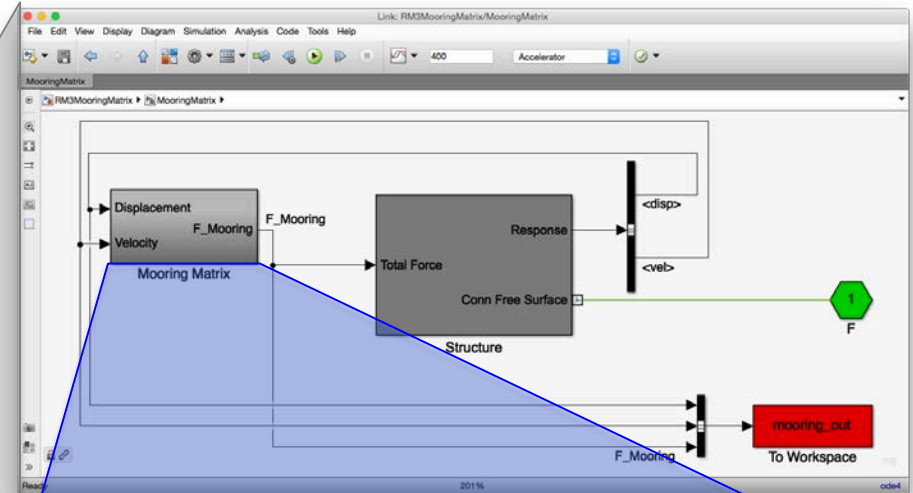 Link: RM3MooringMatrix/MooringMatrix
File Edit View Display Diagram Simulation Analysis Code Tools Help
400 Accelerator
MooringMatrix
RM3MooringMatrix MooringMatrix
Displacement
Velocity
F_Mooring
Mooring Matrix
F_Mooring
Total Force
Response
Conn Free Surface
Structure
<disp>
<vel>
1
F
F_Mooring
mooring_out
To Workspace
Ready 201% ode4